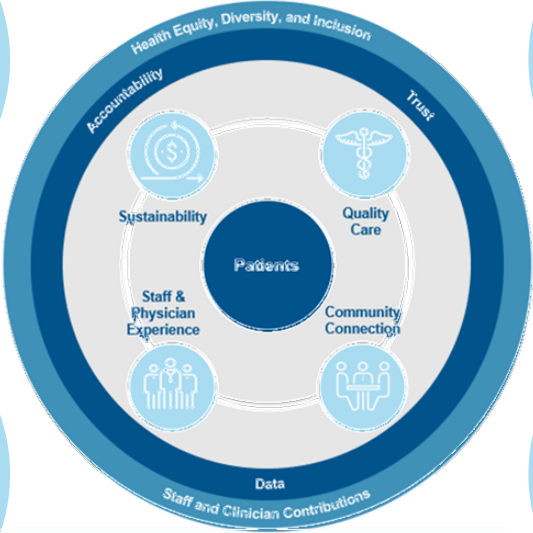 Health Equity, Diversity, and Inclusion
Accountability
Trust
Sustainability
Quality
Care
Patients
Staff &
Physician
Experience
Community
Connection
Data
Staff and Clinician Contributions